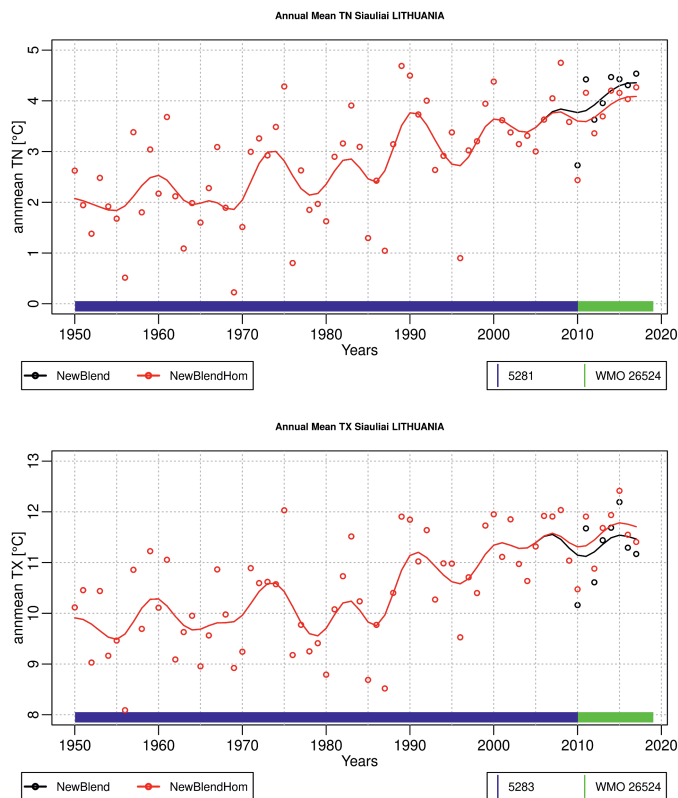 Annual Mean TN Siauliai LITHUANIA
annmean TN [°C]
5
4
3
2
1
0
1950 1960 1970 1980 1990 2000 2010 2020
Years
NewBlend NewBlendHom
5281 WMO 26524
Annual Mean TX Siauliai LITHUANIA
annmean TX [°C]
13
12
11
10
9
8
1950 1960 1970 1980 1990 2000 2010 2020
Years
NewBlend NewBlendHom
5283 WMO 26524